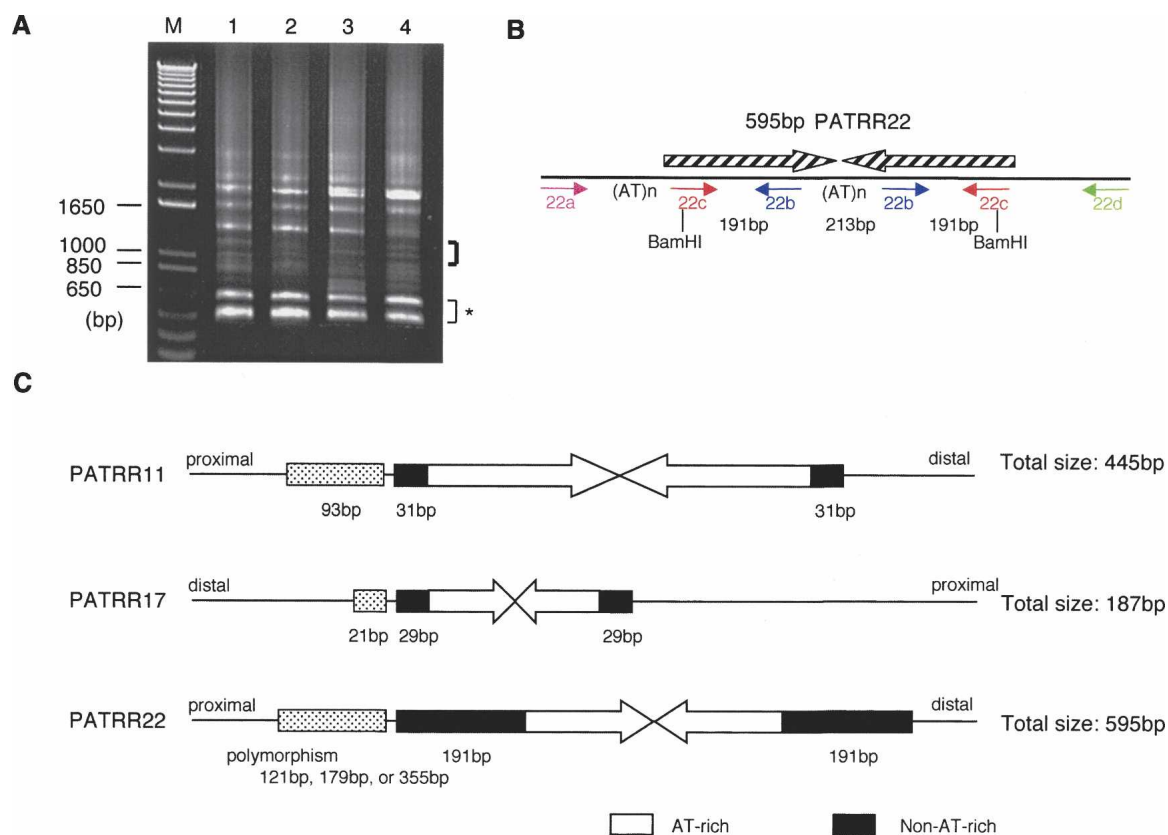 A
M 1 2 3 4
1650
1000
850
650
(bp)
*
B
595bp PATRR22
(AT)n (AT)n
22a 22c 22b 22b 22c 22d
191bp 213bp 191bp
BamHI BamHI
C
PATRR11
proximal
distal
Total size: 445bp
93bp 31bp 31bp
PATRR17
distal
proximal
Total size: 187bp
21bp 29bp 29bp
PATRR22
proximal
distal
Total size: 595bp
polymorphism
121bp, 179bp, or 355bp
191bp 191bp
AT-rich Non-AT-rich